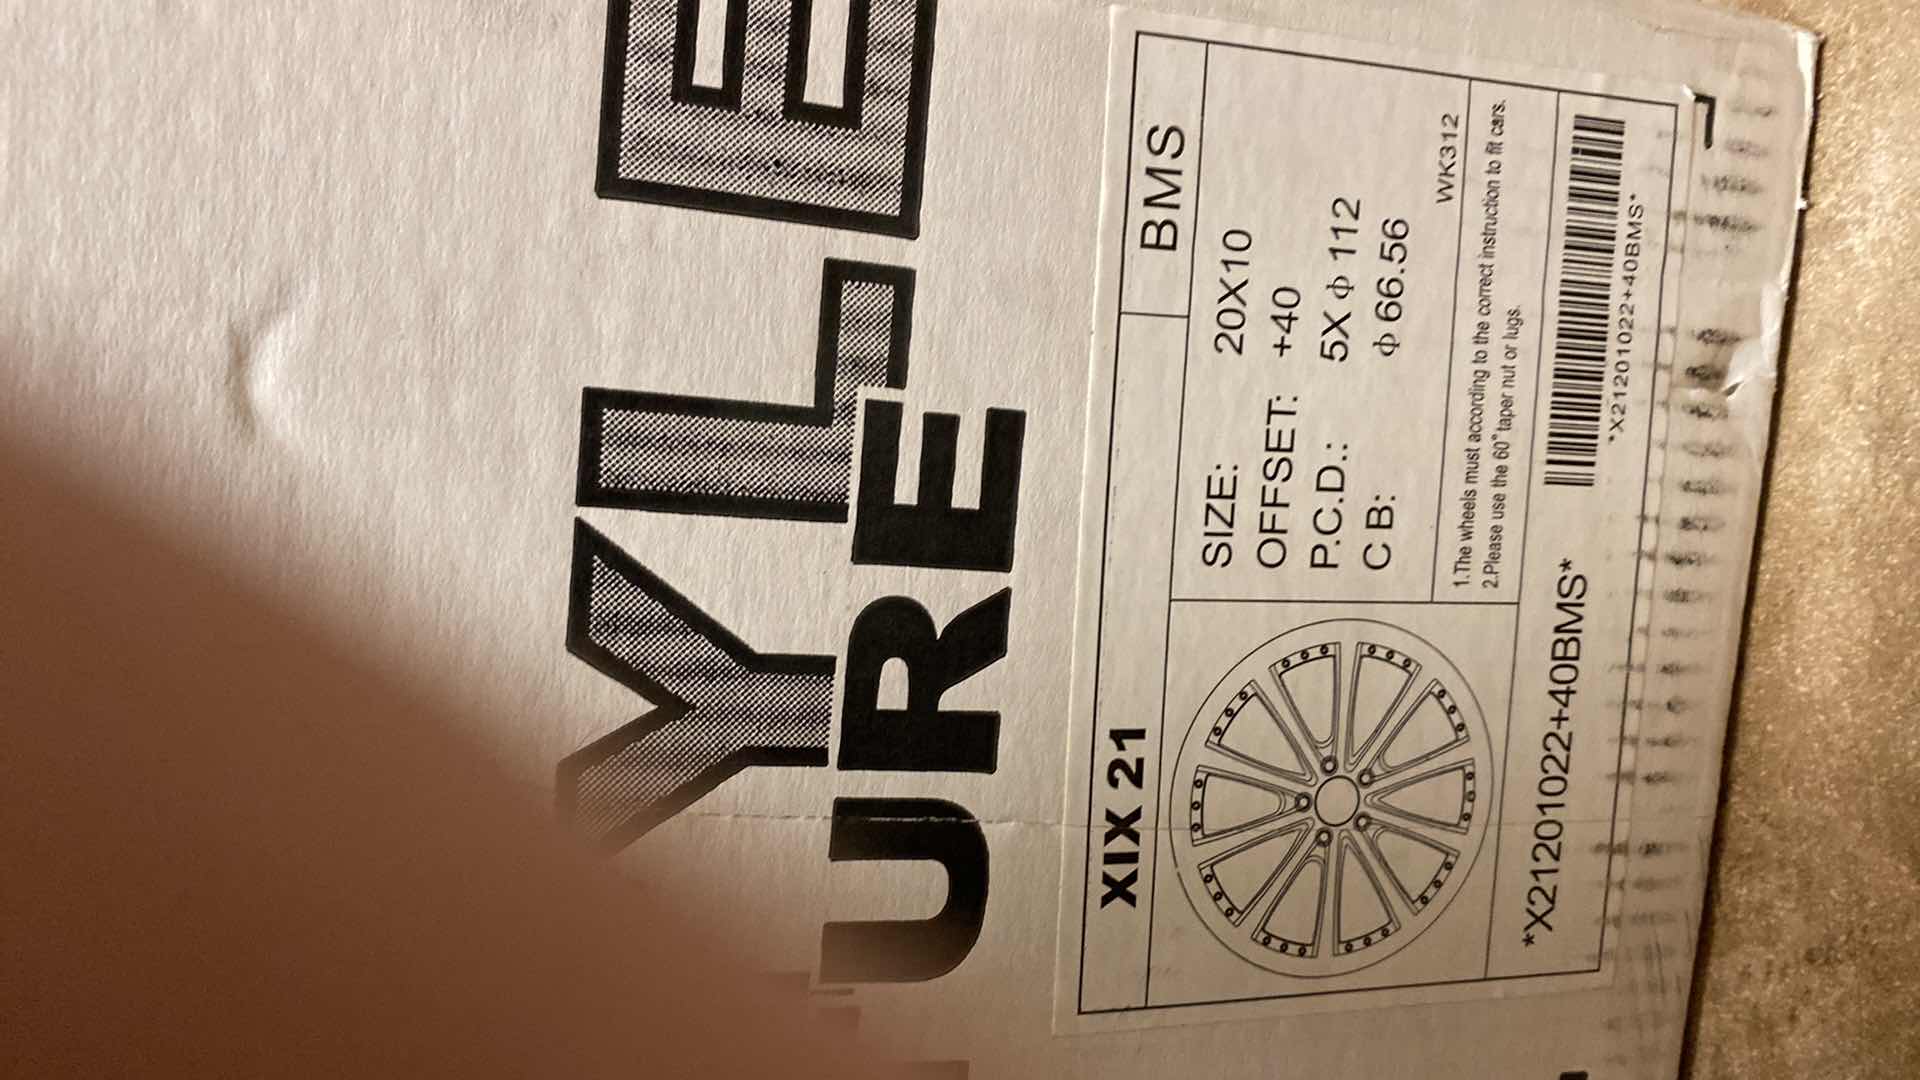 YLE
URE
XIX 21
BMS
SIZE: 20X10
OFFSET: +40
P.C.D.: 5X ф 112
C B: ф 66.56
WK312
1.The wheels must according to the correct instruction to fit cars.
2.Please use the 60°taper nut or lugs.
*X21201022+40BMS*
*X21201022+40BMS*